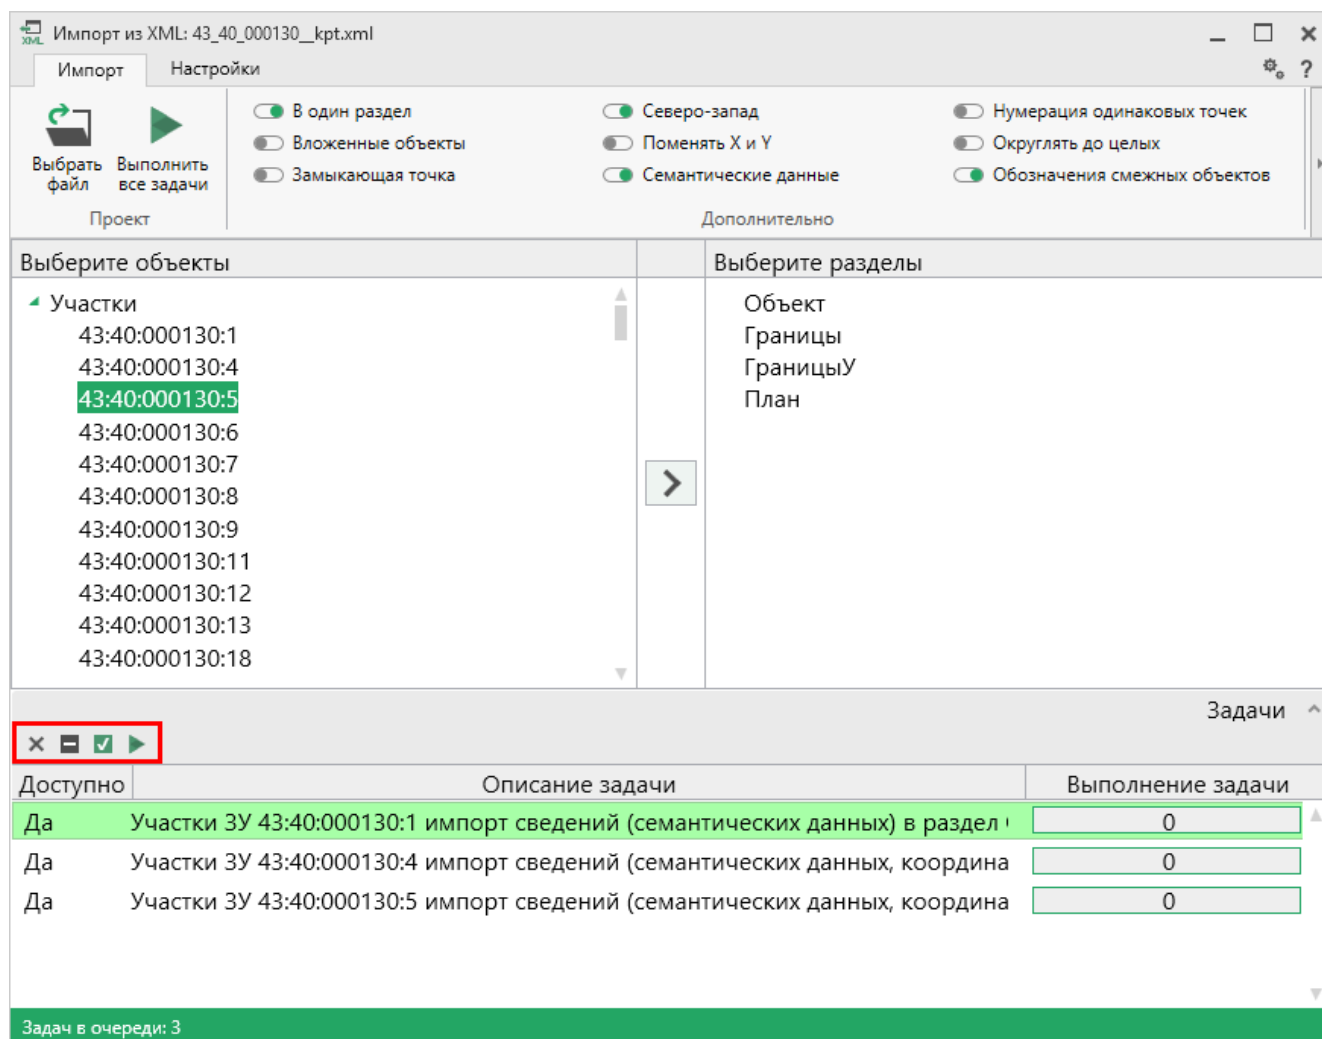 XML Импорт из XML: 43_40_000130__kpt.xml
Импорт Настройки
?
Выбрать файл
Выполнить все задачи
Проект
В один раздел
Вложенные объекты
Замыкающая точка
Северо-запад
Поменять X и Y
Семантические данные
Нумерация одинаковых точек
Округлять до целых
Обозначения смежных объектов
Дополнительно
Выберите объекты
Участки
43:40:000130:1
43:40:000130:4
43:40:000130:5
43:40:000130:6
43:40:000130:7
43:40:000130:8
43:40:000130:9
43:40:000130:11
43:40:000130:12
43:40:000130:13
43:40:000130:18
Выберите разделы
Объект
Границы
ГраницыУ
План
Задачи
Доступно Описание задачи Выполнение задачи
Да Участки ЗУ 43:40:000130:1 импорт сведений (семантических данных) в раздел 0
Да Участки ЗУ 43:40:000130:4 импорт сведений (семантических данных, координа 0
Да Участки ЗУ 43:40:000130:5 импорт сведений (семантических данных, координа 0
Задач в очереди: 3